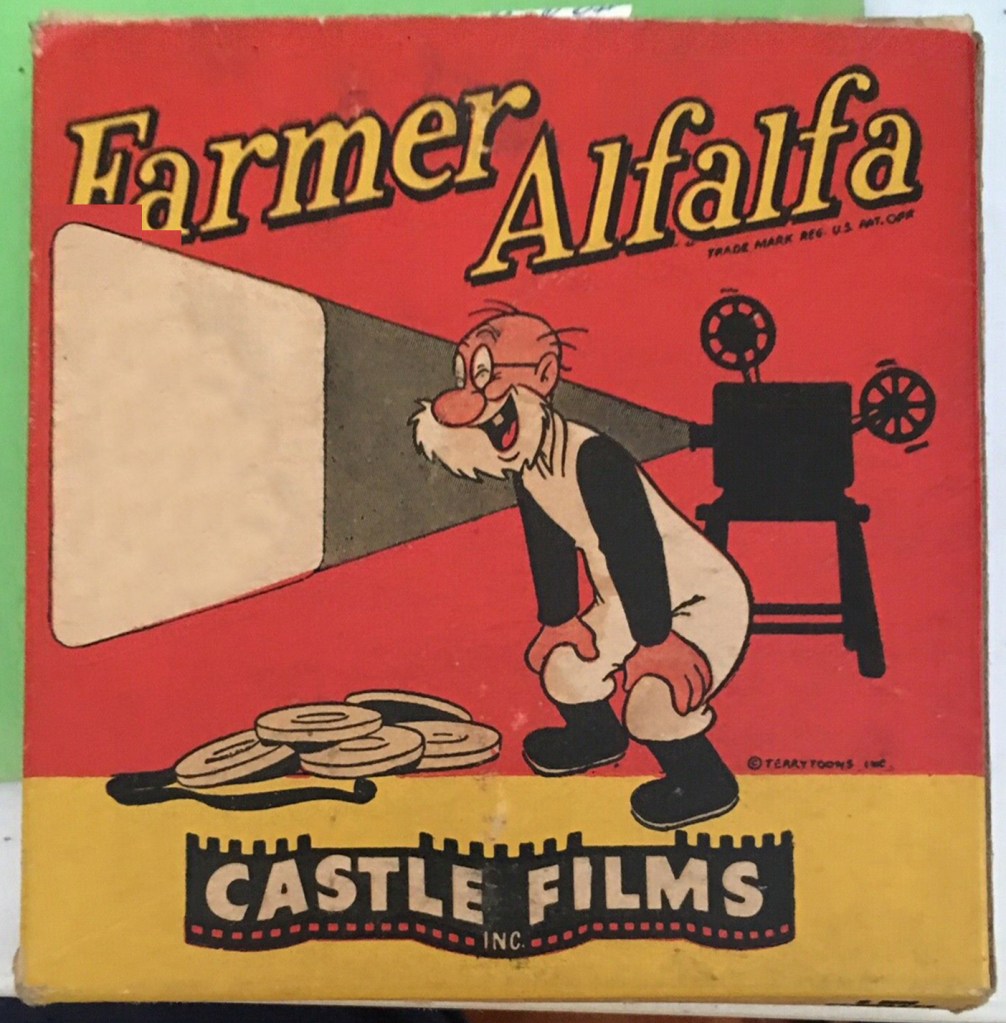 Farmer
Alfalfa
TRADE MARK REG. U.S. PAT. OFF
© TERRYTOONS INC.
CASTLE FILMS
INC.